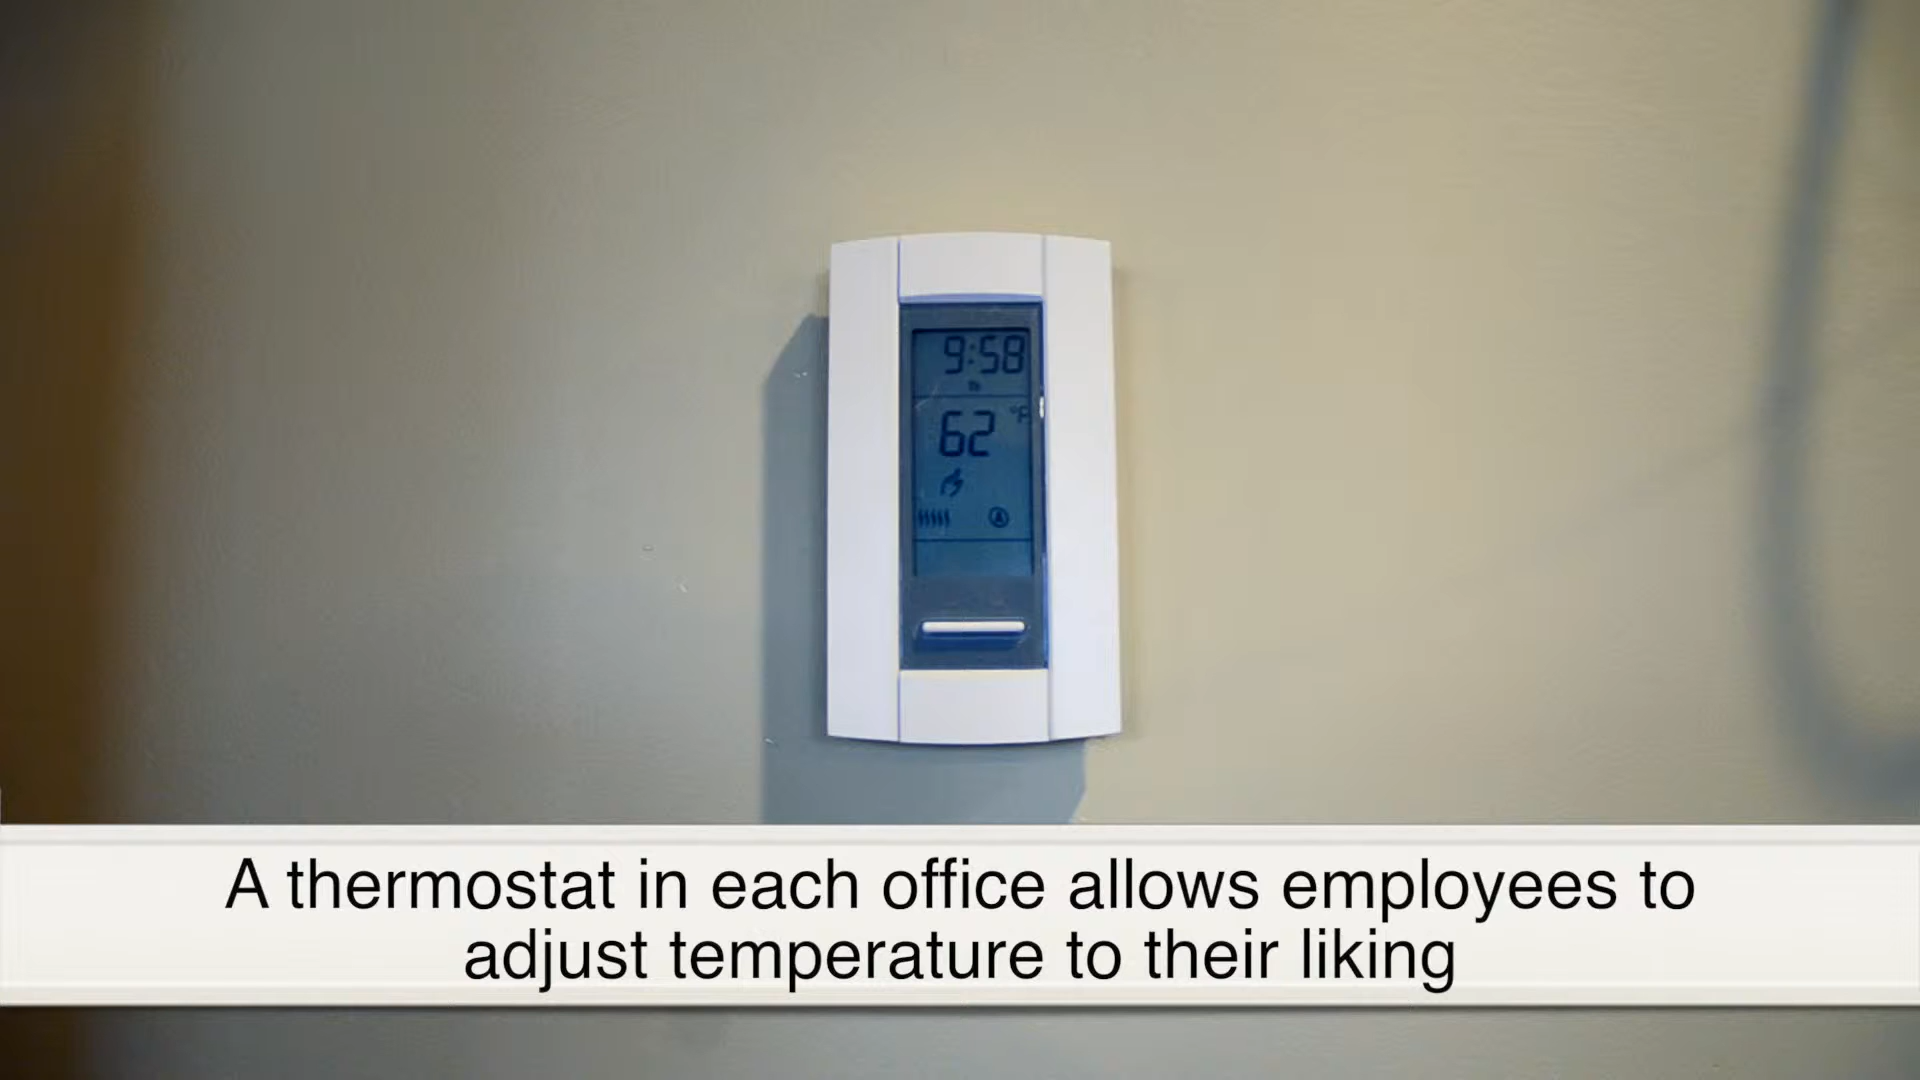 9:58
62 °F
A thermostat in each office allows employees to
adjust temperature to their liking